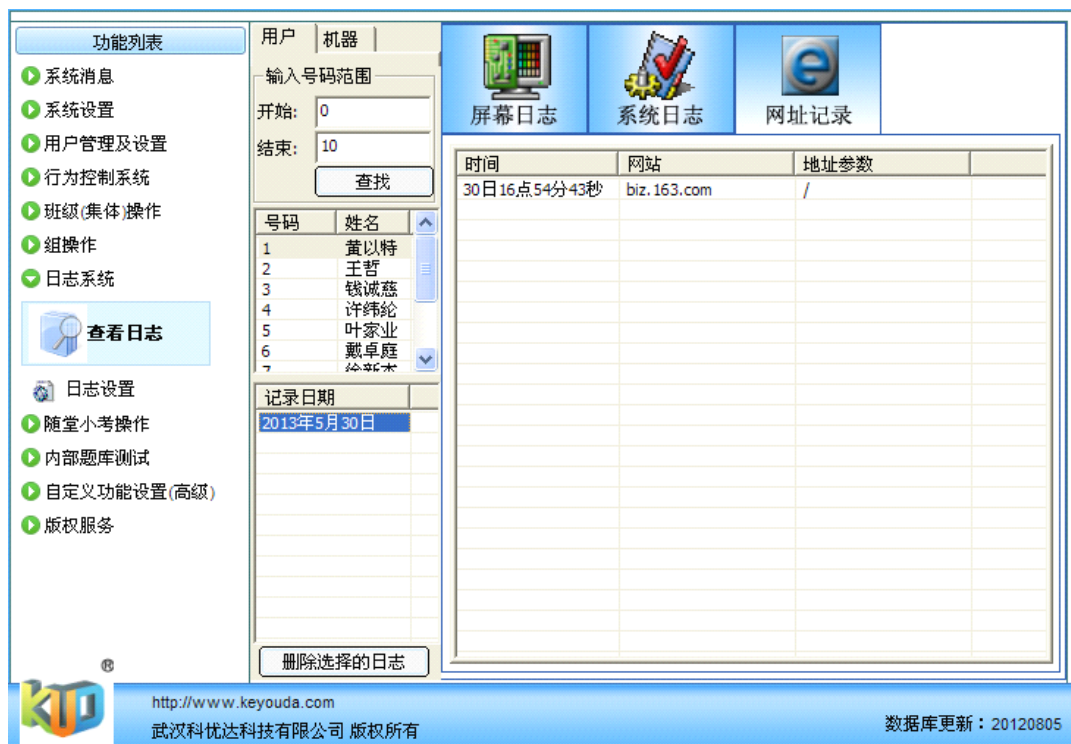 功能列表
系统消息
系统设置
用户管理及设置
行为控制系统
班级(集体)操作
组操作
日志系统
查看日志
日志设置
随堂小考操作
内部题库测试
自定义功能设置(高级)
版权服务
用户 机器
输入号码范围
开始: 0
结束: 10
查找
号码 姓名
1 黄以特
2 王哲
3 钱诚慈
4 许纬纶
5 叶家业
6 戴卓庭
7
记录日期
2013年5月30日
删除选择的日志
屏幕日志 系统日志 网址记录
时间 网站 地址参数
30日16点54分43秒 biz.163.com /
®
KYD
http://www.keyouda.com
武汉科优达科技有限公司 版权所有
数据库更新:20120805